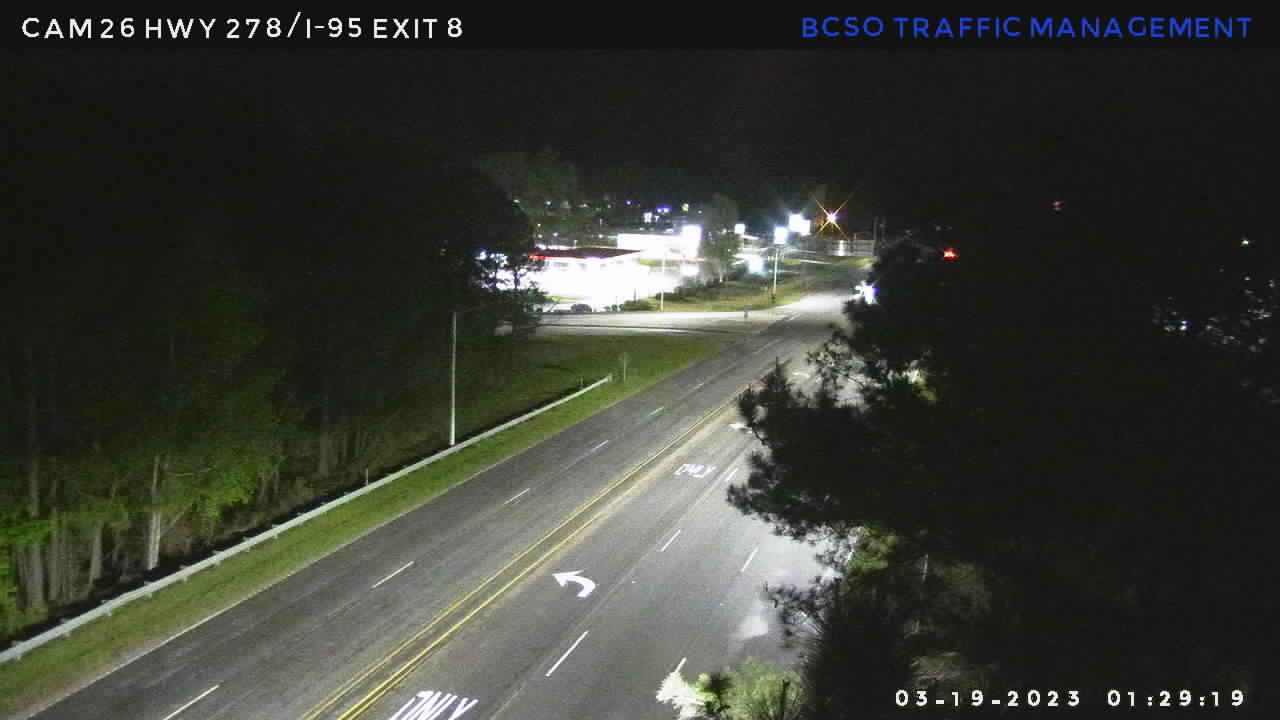 CAM26 HWY 278/I-95 EXIT 8
BCSO TRAFFIC MANAGEMENT
ONLY
ONLY
03-19-2023 01:29:19